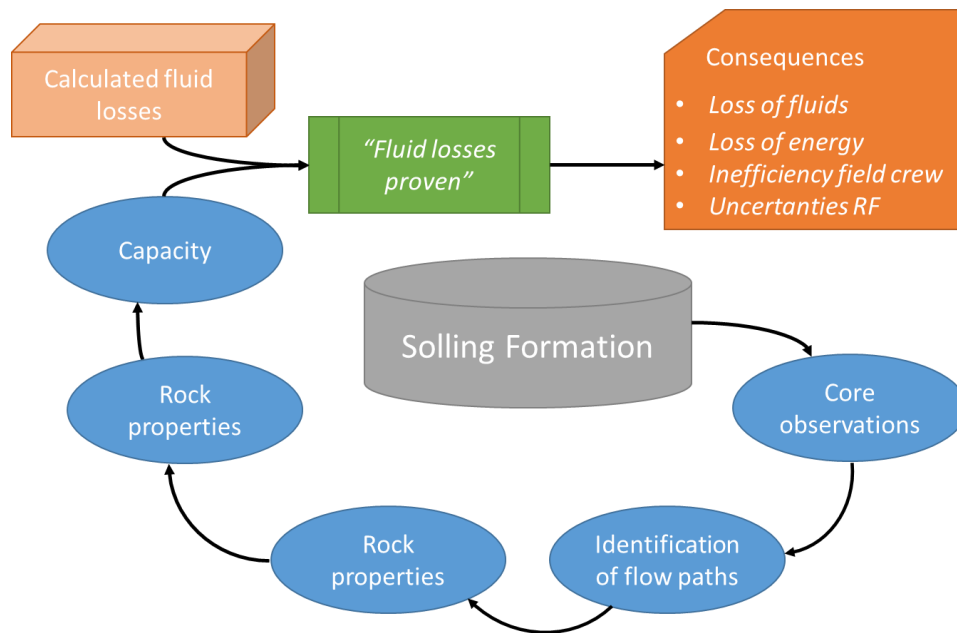 Calculated fluid
losses
"Fluid losses
proven"
Consequences
• Loss of fluids
• Loss of energy
• Inefficiency field crew
• Uncertanties RF
Capacity
Solling Formation
Rock
properties
Core
observations
Rock
properties
Identification
of flow paths